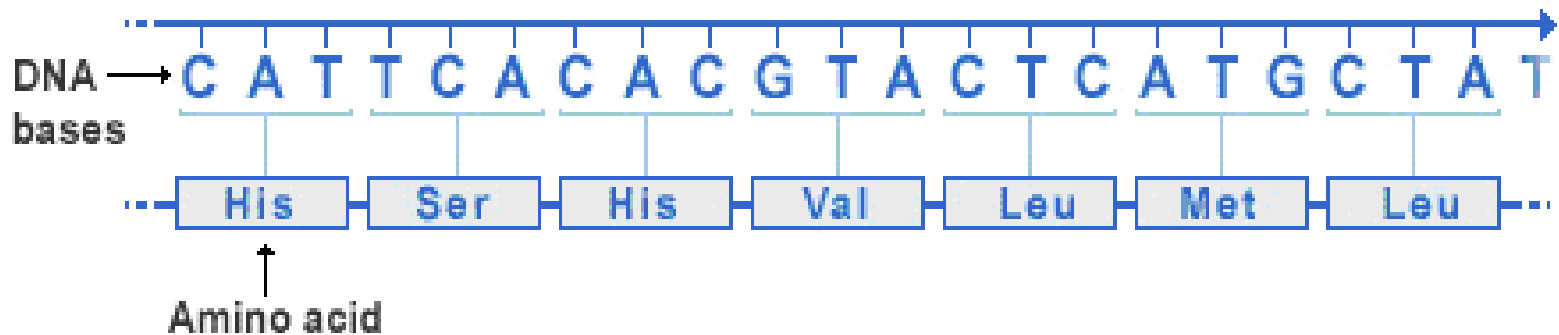 DNA bases C A T T C A C A C G T A C T C A T G C T A T
His Ser His Val Leu Met Leu
Amino acid